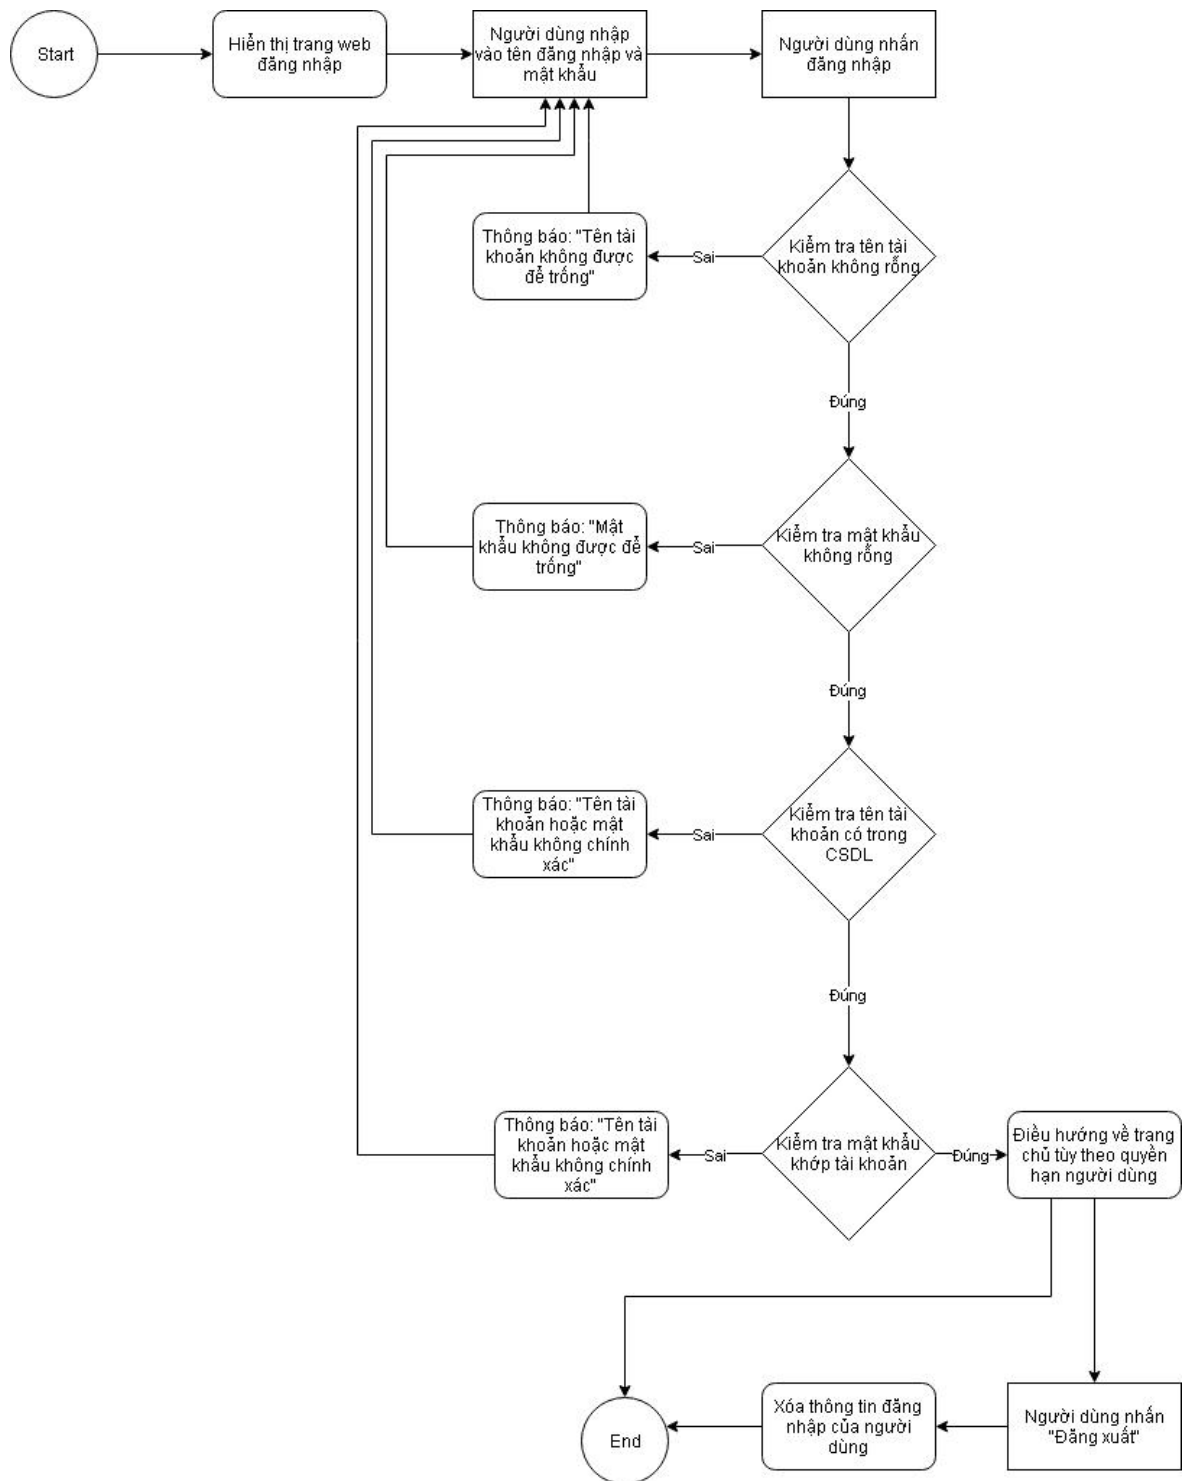 Start
Hiển thị trang web
đăng nhập
Người dùng nhập
vào tên đăng nhập và
mật khẩu
Người dùng nhấn
đăng nhập
Thông báo: "Tên tài
khoản không được
để trống"
Sai
Kiểm tra tên tài
khoản không rỗng
Đúng
Thông báo: "Mật
khẩu không được để
trống"
Sai
Kiểm tra mật khẩu
không rỗng
Đúng
Thông báo: "Tên tài
khoản hoặc mật
khẩu không chính
xác"
Sai
Kiểm tra tên tài
khoản có trong
CSDL
Đúng
Thông báo: "Tên tài
khoản hoặc mật
khẩu không chính
xác"
Sai
Kiểm tra mật khẩu
khớp tài khoản
Đúng
Điều hướng về trang
chủ tùy theo quyền
hạn người dùng
End
Xóa thông tin đăng
nhập của người
dùng
Người dùng nhấn
"Đăng xuất"